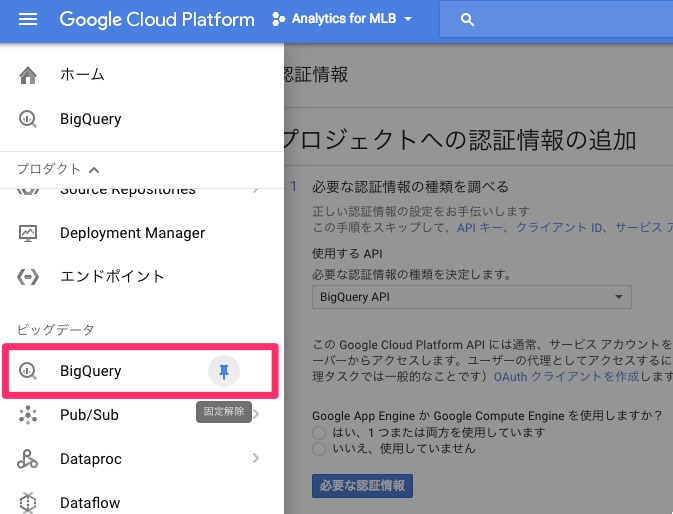 Google Cloud Platform
Analytics for MLB
ホーム
BigQuery
プロダクト
Source Repositories
Deployment Manager
エンドポイント
ビッグデータ
BigQuery
固定解除
Pub/Sub
Dataproc
Dataflow
認証情報
プロジェクトへの認証情報の追加
1 必要な認証情報の種類を調べる
正しい認証情報の設定をお手伝いします
この手順をスキップして、API キー、クライアント ID、サービス ア
使用する API
必要な認証情報の種類を決定します。
BigQuery API
この Google Cloud Platform API には通常、サービス アカウントを
ーバーからアクセスします。ユーザーの代理としてアクセスするに
理タスクでは一般的なことです）OAuth クライアントを作成します
Google App Engine か Google Compute Engine を使用しますか？
はい、1 つまたは両方を使用しています
いいえ、使用していません
必要な認証情報